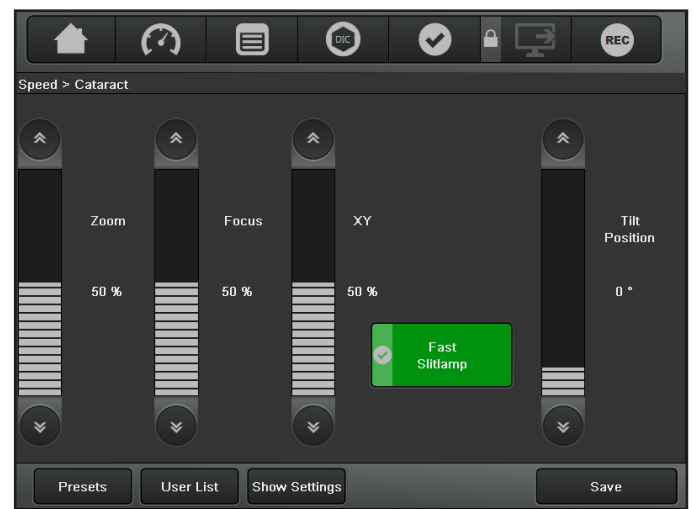 DIC
REC
Speed > Cataract
Zoom
Focus
XY
Tilt
Position
50 %
50 %
50 %
0 °
Fast
Slitlamp
Presets
User List
Show Settings
Save